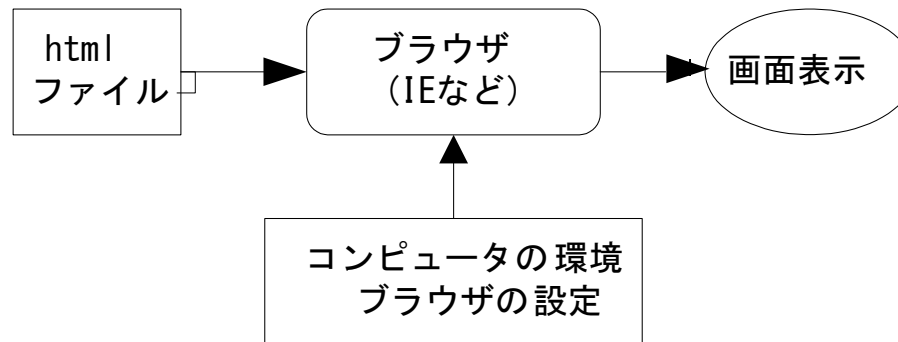 html
ファイル
ブラウザ
(IEなど)
画面表示
コンピュータの環境
ブラウザの設定